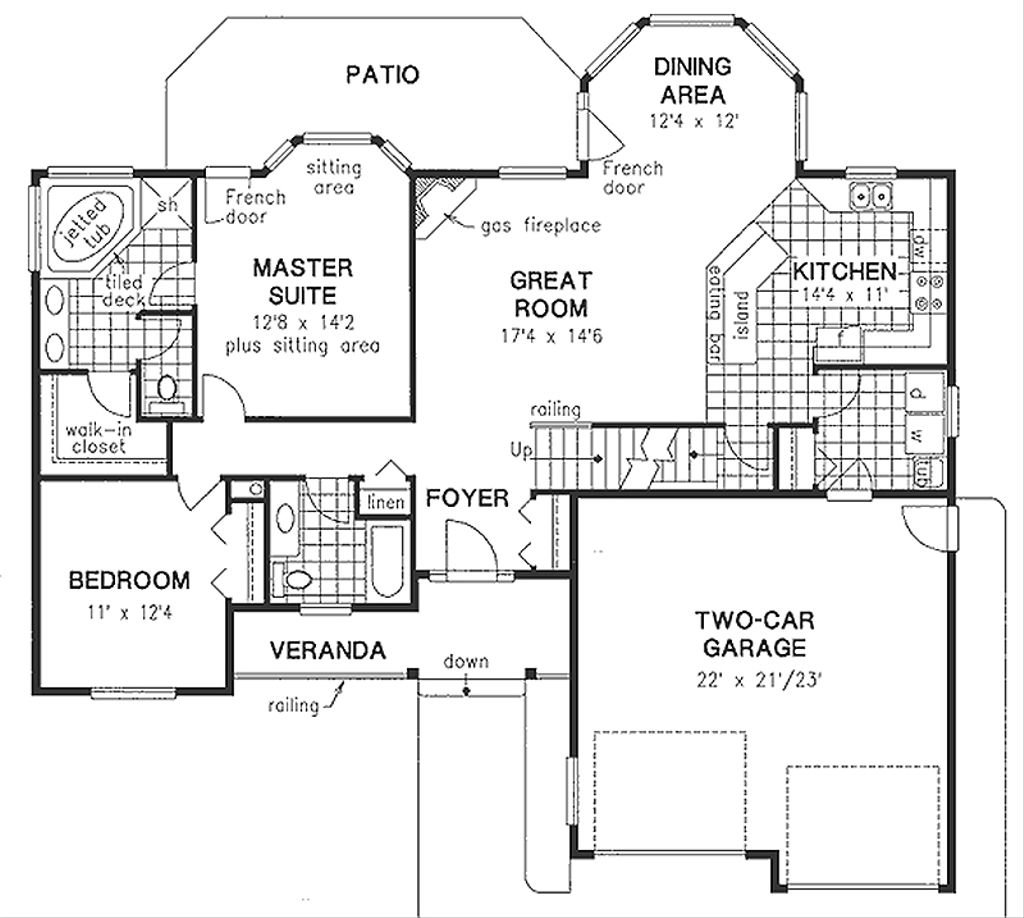 PATIO
DINING
AREA
12'4 x 12'
sitting
area
French
door
French
door
sh
jetted
tub
gas fireplace
tiled
deck
MASTER
SUITE
12'8 x 14'2
plus sitting area
GREAT
ROOM
17'4 x 14'6
KITCHEN
14'4 x 11'
dw
eating bar
island
f
walk-in
closet
railing
Up
d
w
tub
linen
FOYER
BEDROOM
11' x 12'4
VERANDA
down
railing
TWO-CAR
GARAGE
22' x 21'/23'